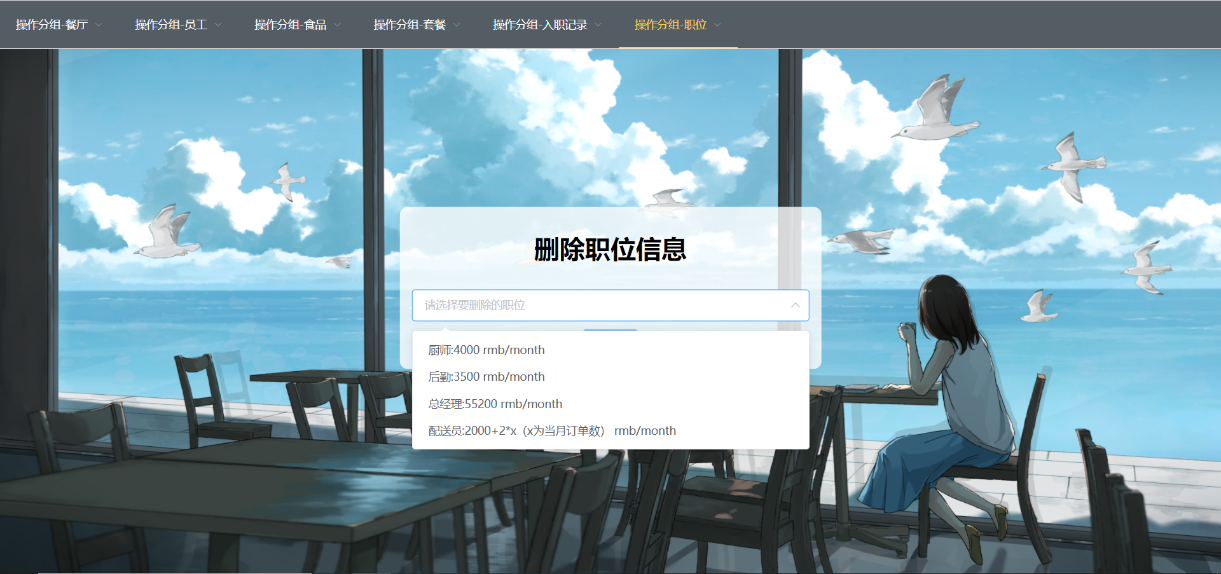 操作分组-餐厅 操作分组-员工 操作分组-食品 操作分组-套餐 操作分组-入职记录 操作分组-职位
删除职位信息
请选择要删除的职位
厨师:4000 rmb/month
后勤:3500 rmb/month
总经理:55200 rmb/month
配送员:2000+2*x（x为当月订单数） rmb/month